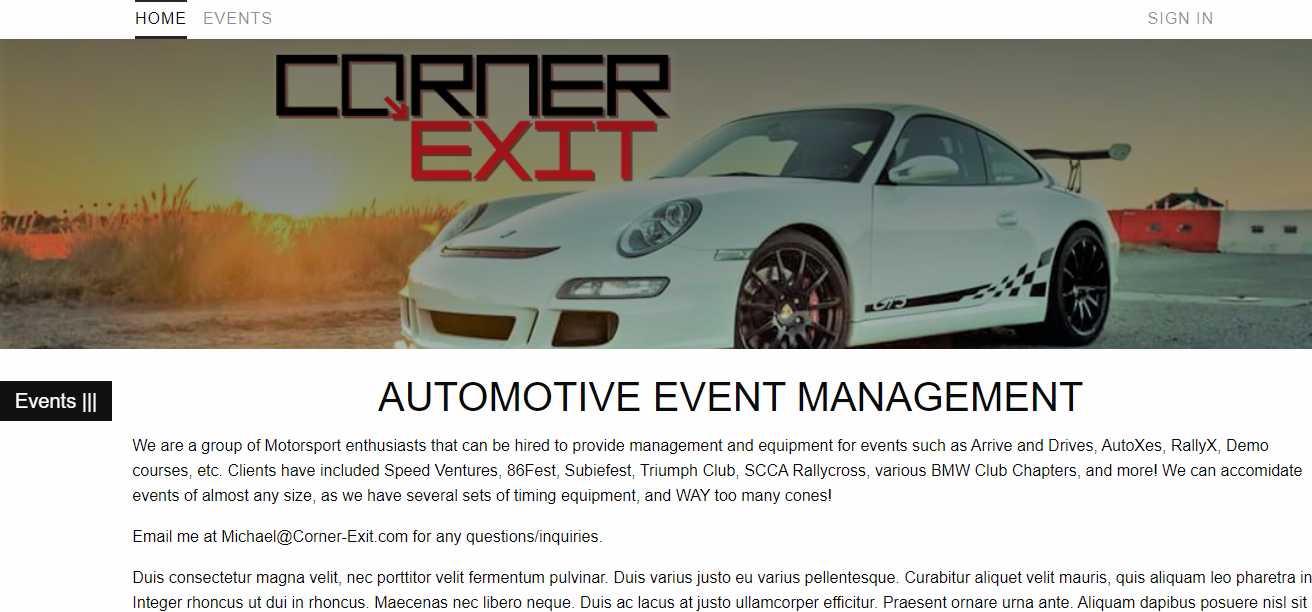 HOME EVENTS SIGN IN
CORNER
EXIT
GT3
Events |||
AUTOMOTIVE EVENT MANAGEMENT
We are a group of Motorsport enthusiasts that can be hired to provide management and equipment for events such as Arrive and Drives, AutoXes, RallyX, Demo
courses, etc. Clients have included Speed Ventures, 86Fest, Subiefest, Triumph Club, SCCA Rallycross, various BMW Club Chapters, and more! We can accomidate
events of almost any size, as we have several sets of timing equipment, and WAY too many cones!
Email me at Michael@Corner-Exit.com for any questions/inquiries.
Duis consectetur magna velit, nec porttitor velit fermentum pulvinar. Duis varius justo eu varius pellentesque. Curabitur aliquet velit mauris, quis aliquam leo pharetra in
Integer rhoncus ut dui in rhoncus. Maecenas nec libero neque. Duis ac lacus at justo ullamcorper efficitur. Praesent ornare urna ante. Aliquam dapibus posuere nisl sit